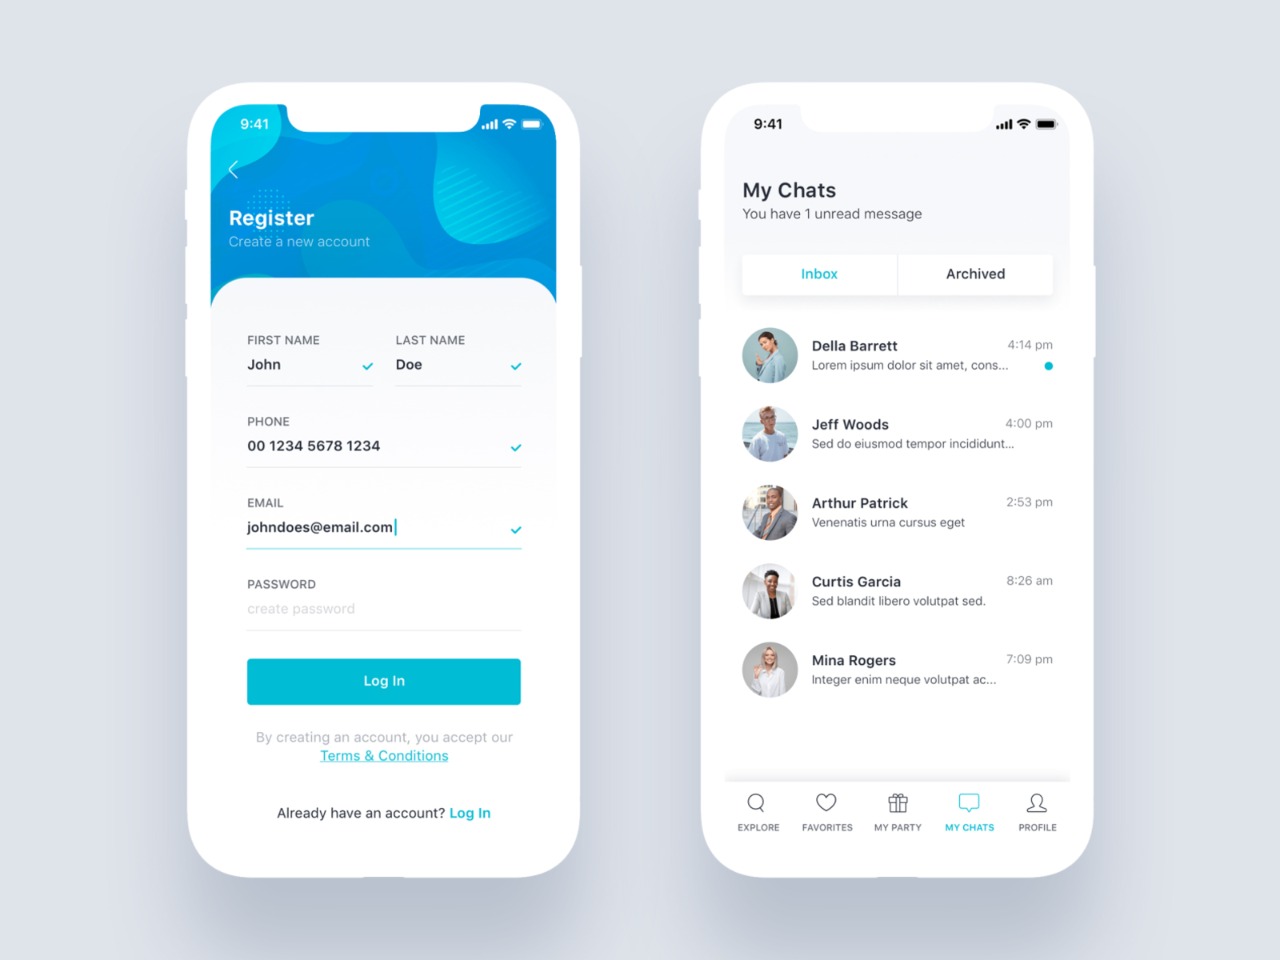 9:41
Register
Create a new account
FIRST NAME
LAST NAME
John
Doe
PHONE
00 1234 5678 1234
EMAIL
johndoes@email.com
PASSWORD
create password
Log In
By creating an account, you accept our
Terms & Conditions
Already have an account? Log In
9:41
My Chats
You have 1 unread message
Inbox
Archived
Della Barrett
4:14 pm
Lorem ipsum dolor sit amet, cons...
Jeff Woods
4:00 pm
Sed do eiusmod tempor incididunt...
Arthur Patrick
2:53 pm
Venenatis urna cursus eget
Curtis Garcia
8:26 am
Sed blandit libero volutpat sed.
Mina Rogers
7:09 pm
Integer enim neque volutpat ac...
EXPLORE
FAVORITES
MY PARTY
MY CHATS
PROFILE